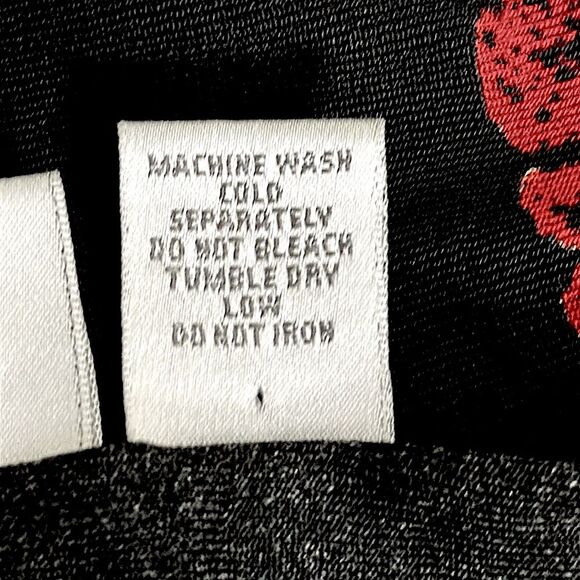 MACHINE WASH
COLD
SEPARATELY
DO NOT BLEACH
TUMBLE DRY
LOW
DO NOT IRON